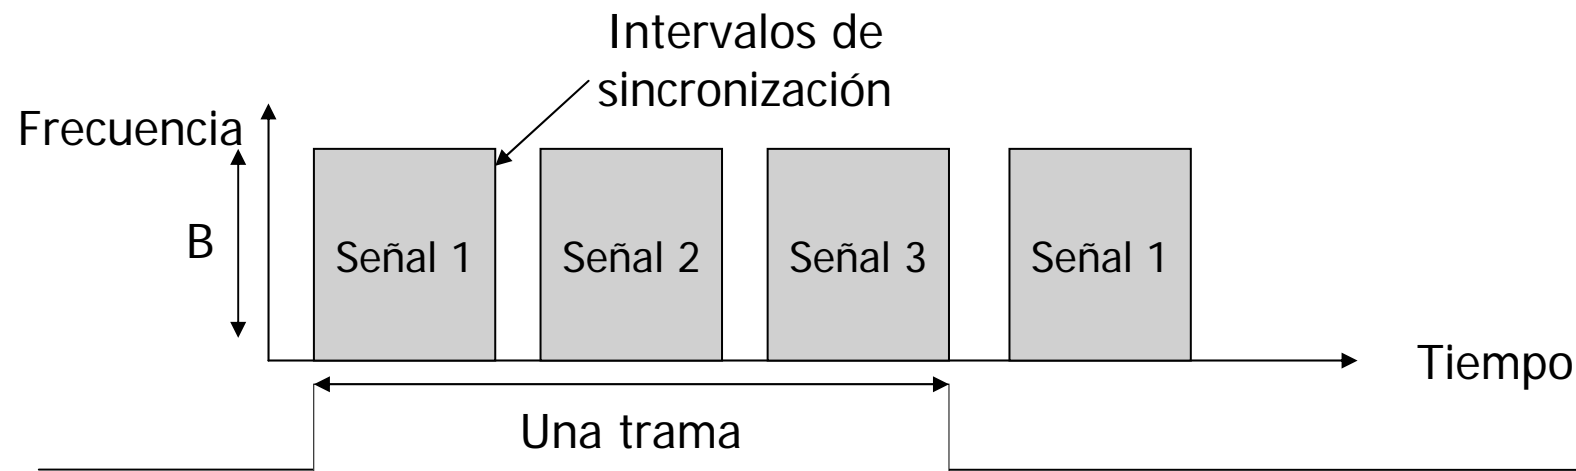 Intervalos de
sincronización
Frecuencia
B
Señal 1
Señal 2
Señal 3
Señal 1
Tiempo
Una trama